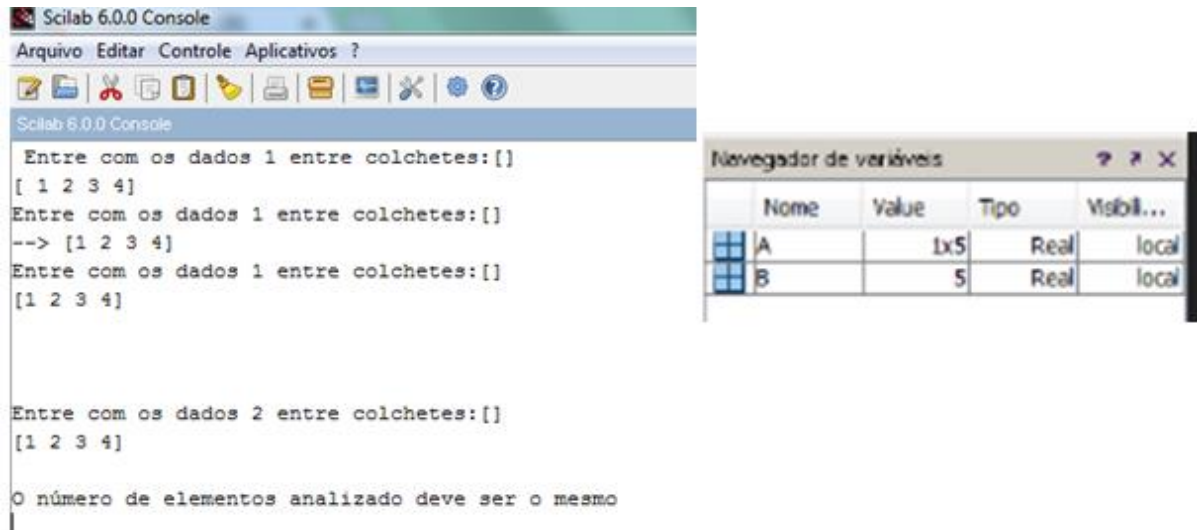 Scilab 6.0.0 Console
Arquivo Editar Controle Aplicativos ?
Scilab 6.0.0 Console
Entre com os dados 1 entre colchetes:[]
[ 1 2 3 4]
Entre com os dados 1 entre colchetes:[]
--> [1 2 3 4]
Entre com os dados 1 entre colchetes:[]
[1 2 3 4]
Entre com os dados 2 entre colchetes:[]
[1 2 3 4]
O número de elementos analizado deve ser o mesmo
Navegador de variáveis
Nome Value Tipo Visibili...
A 1x5 Real local
B 5 Real local